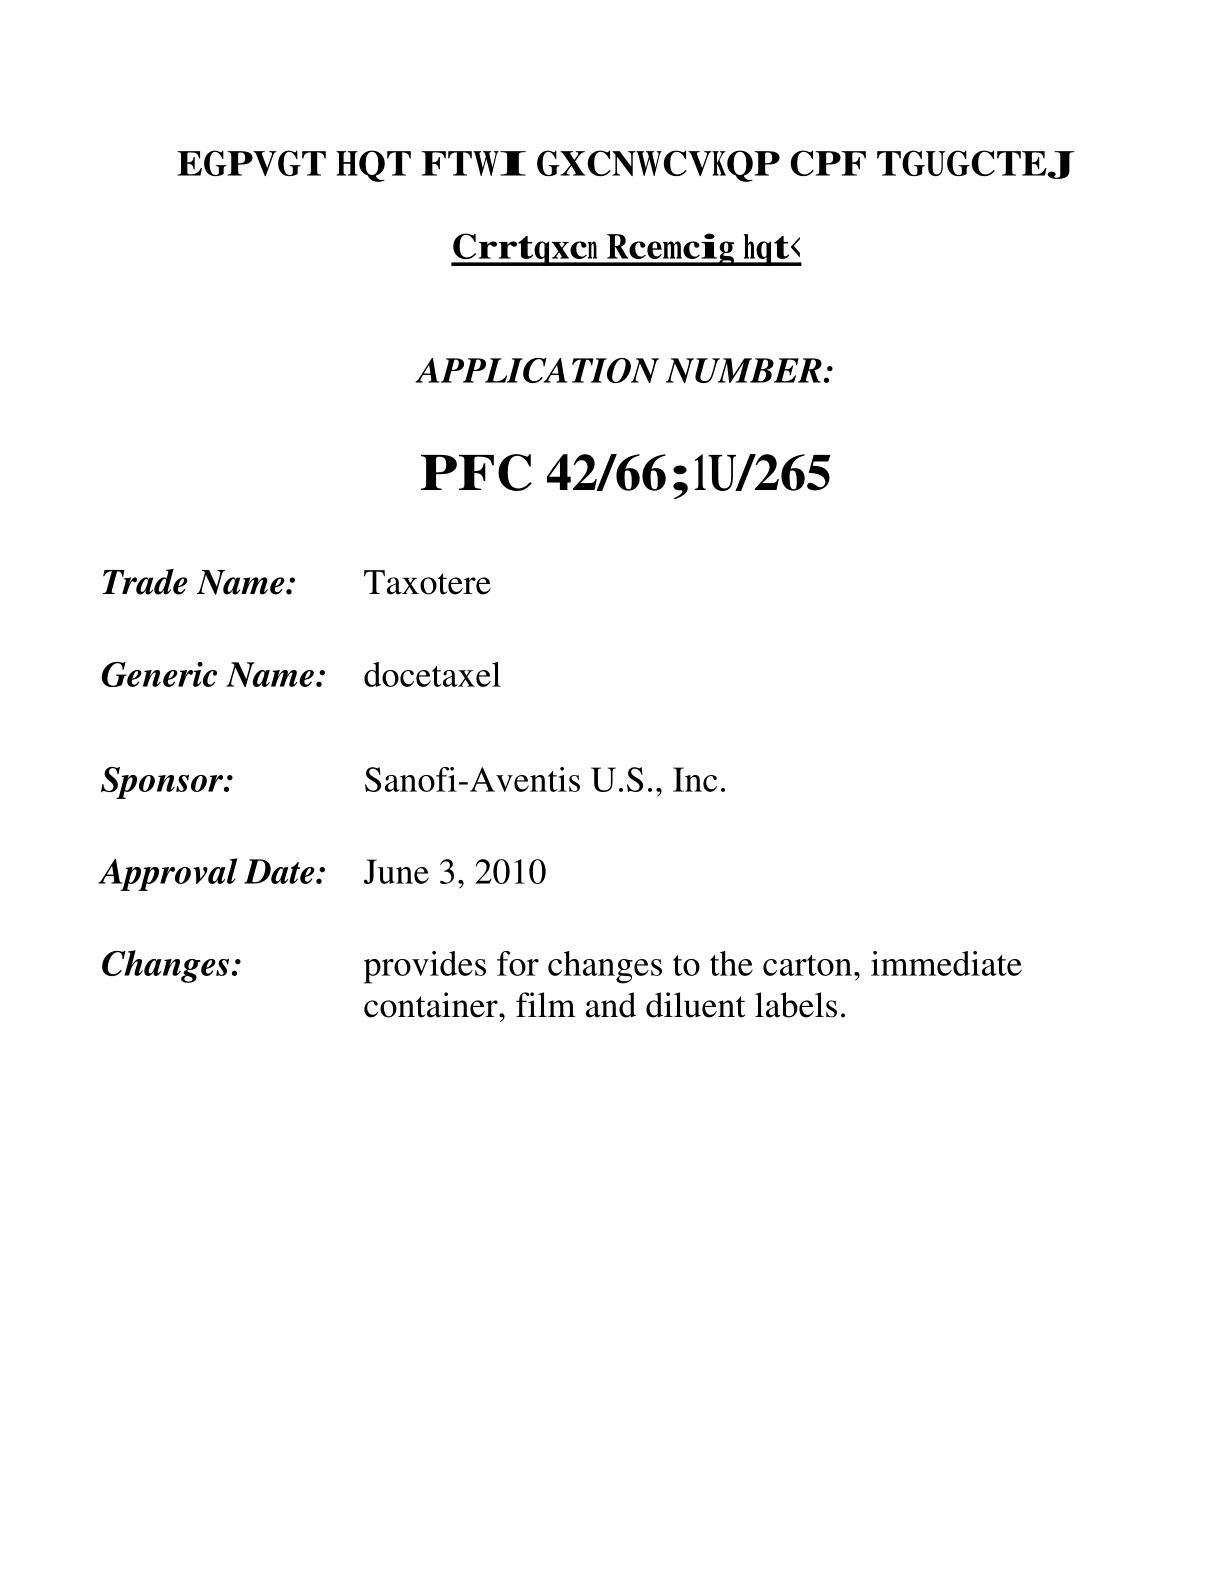 EGPVGT HQT FTWI GXCNWCVKQP CPF TGUGCTEJ
Crrtqxcn Rcemcig hqt<
APPLICATION NUMBER:
PFC 42/66;1U/265
Trade Name: Taxotere
Generic Name: docetaxel
Sponsor: Sanofi-Aventis U.S., Inc.
Approval Date: June 3, 2010
Changes: provides for changes to the carton, immediate
container, film and diluent labels.